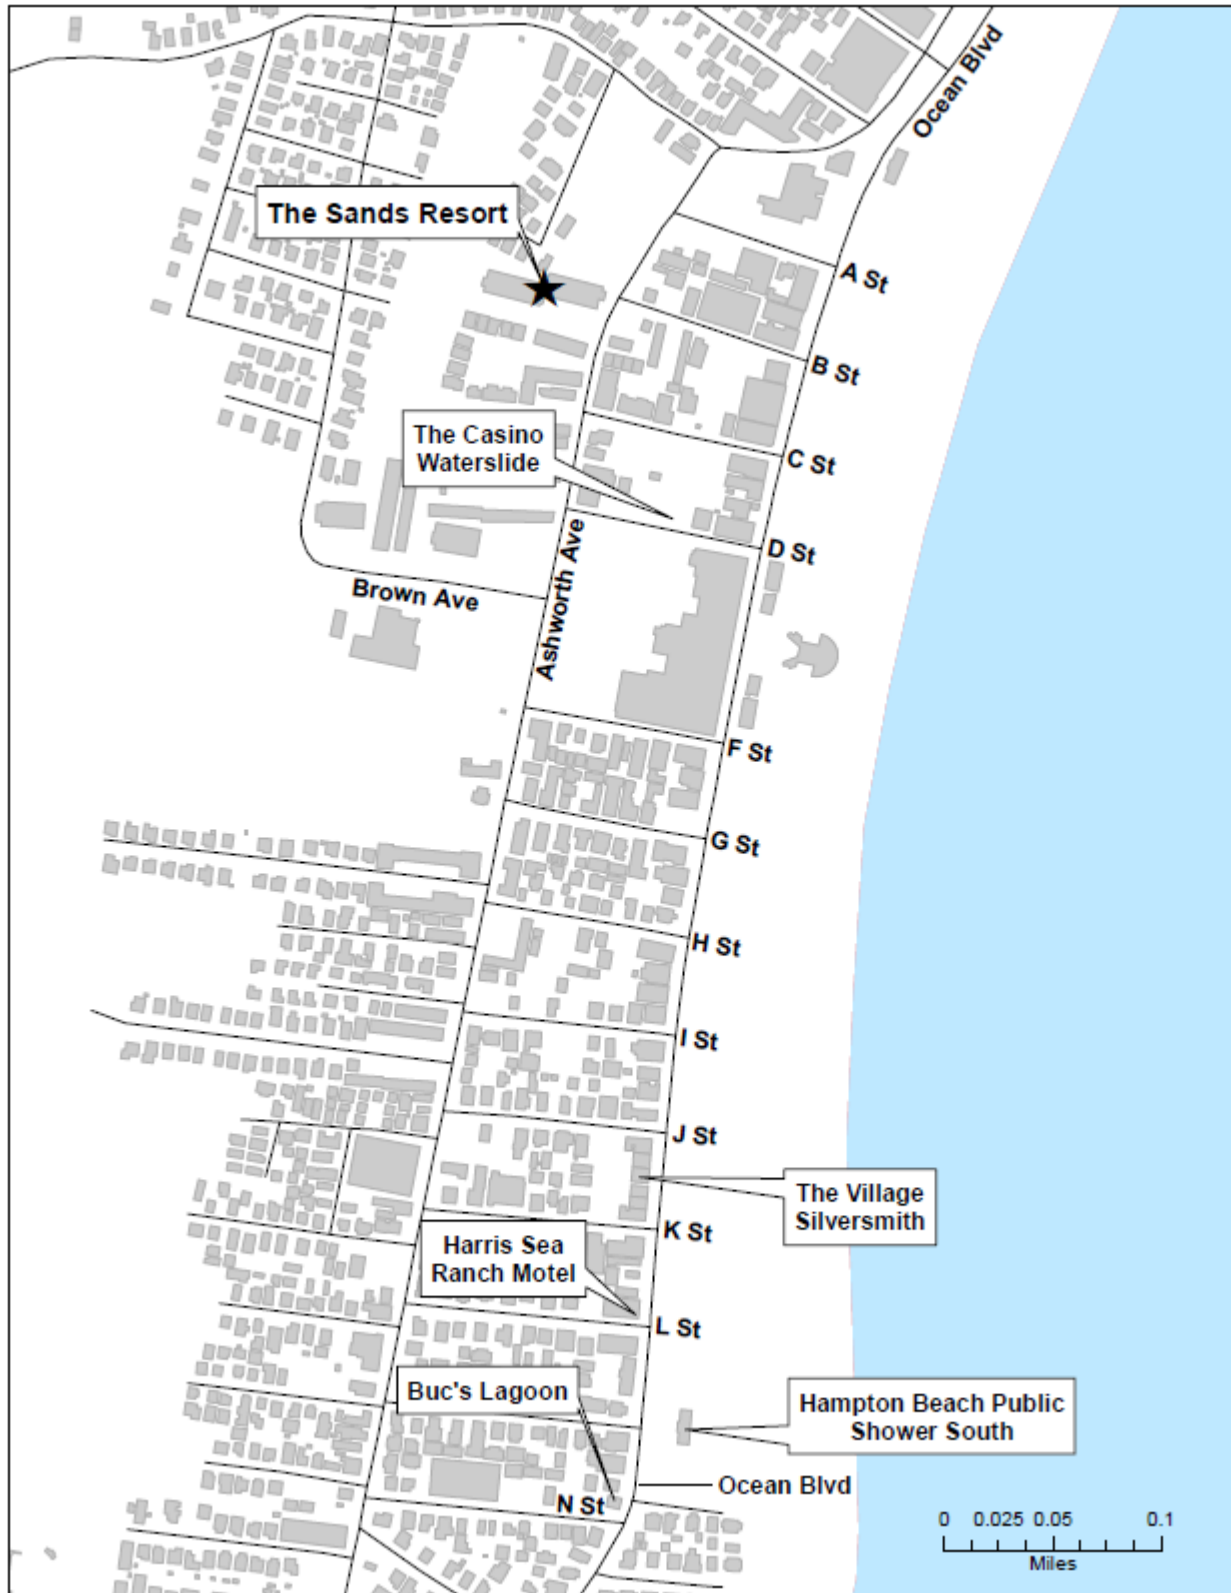 Ocean Blvd
The Sands Resort
A St
B St
The Casino
Waterslide
C St
D St
Ashworth Ave
Brown Ave
F St
G St
H St
I St
J St
The Village
Silversmith
K St
Harris Sea
Ranch Motel
L St
Buc's Lagoon
Hampton Beach Public
Shower South
Ocean Blvd
N St
0 0.025 0.05 0.1
Miles